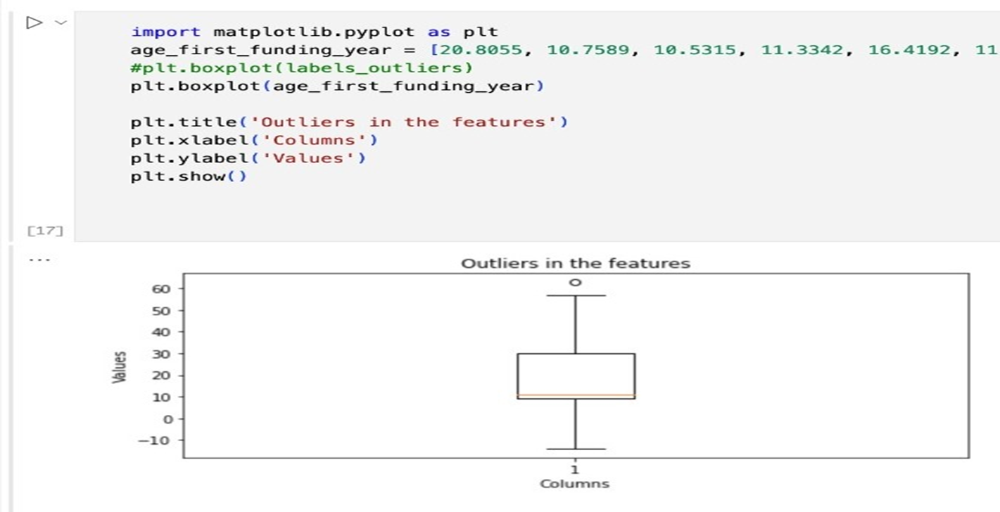 import matplotlib.pyplot as plt
age_first_funding_year = [20.8055, 10.7589, 10.5315, 11.3342, 16.4192, 11
#plt.boxplot(labels_outliers)
plt.boxplot(age_first_funding_year)
plt.title('Outliers in the features')
plt.xlabel('Columns')
plt.ylabel('Values')
plt.show()
[17]
...
Outliers in the features
60
50
40
30
20
10
0
−10
Values
1
Columns